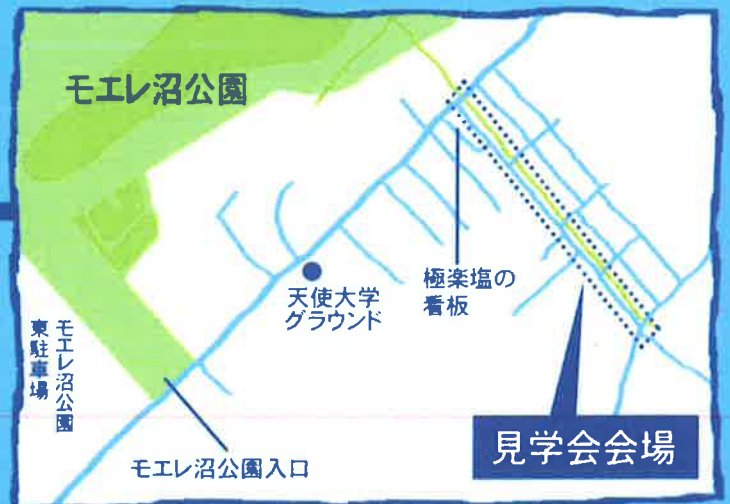 モエレ沼公園
天使大学
グラウンド
極楽塩の
看板
モエレ沼公園
東駐車場
モエレ沼公園入口
見学会会場